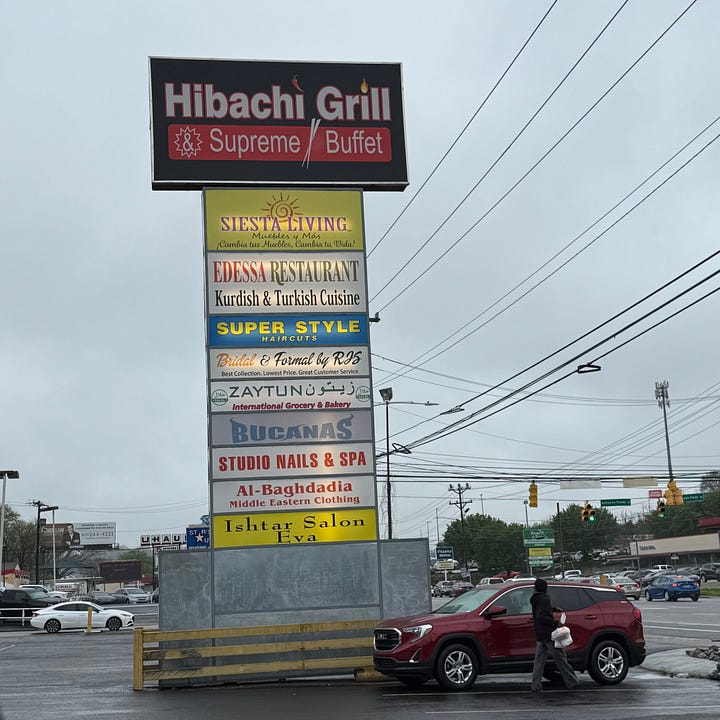 Hibachi Grill
& Supreme Buffet
SIESTA LIVING
Muebles y Más
¡Cambia tus Muebles, Cambia tu Vida!
EDESSA RESTAURANT
Kurdish & Turkish Cuisine
SUPER STYLE
HAIRCUTS
Bridal & Formal by RJS
Best Collection. Lowest Price. Great Customer Service
ZAYTUN زيتون
International Grocery & Bakery
BUCANAS
STUDIO NAILS & SPA
Al-Baghdadia
Middle Eastern Clothing
Ishtar Salon
Eva
UHAUL